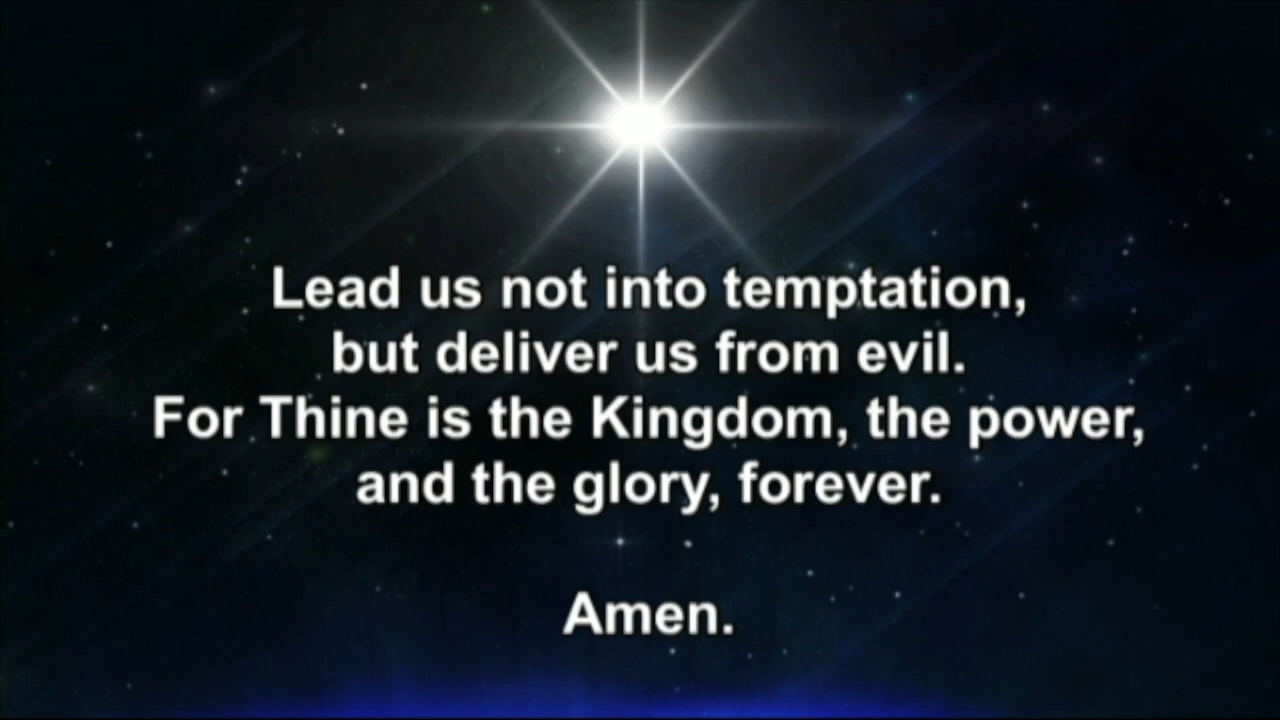 Lead us not into temptation,
but deliver us from evil.
For Thine is the Kingdom, the power,
and the glory, forever.
Amen.